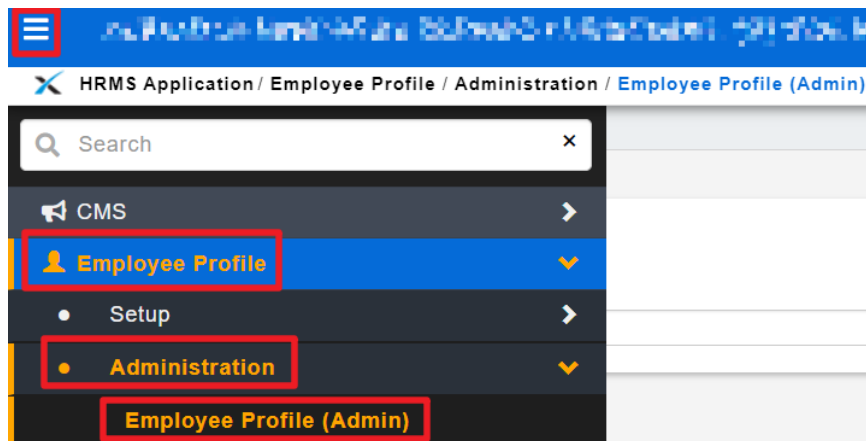 HRMS Application / Employee Profile / Administration / Employee Profile (Admin)
Search ×
CMS
Employee Profile
Setup
Administration
Employee Profile (Admin)